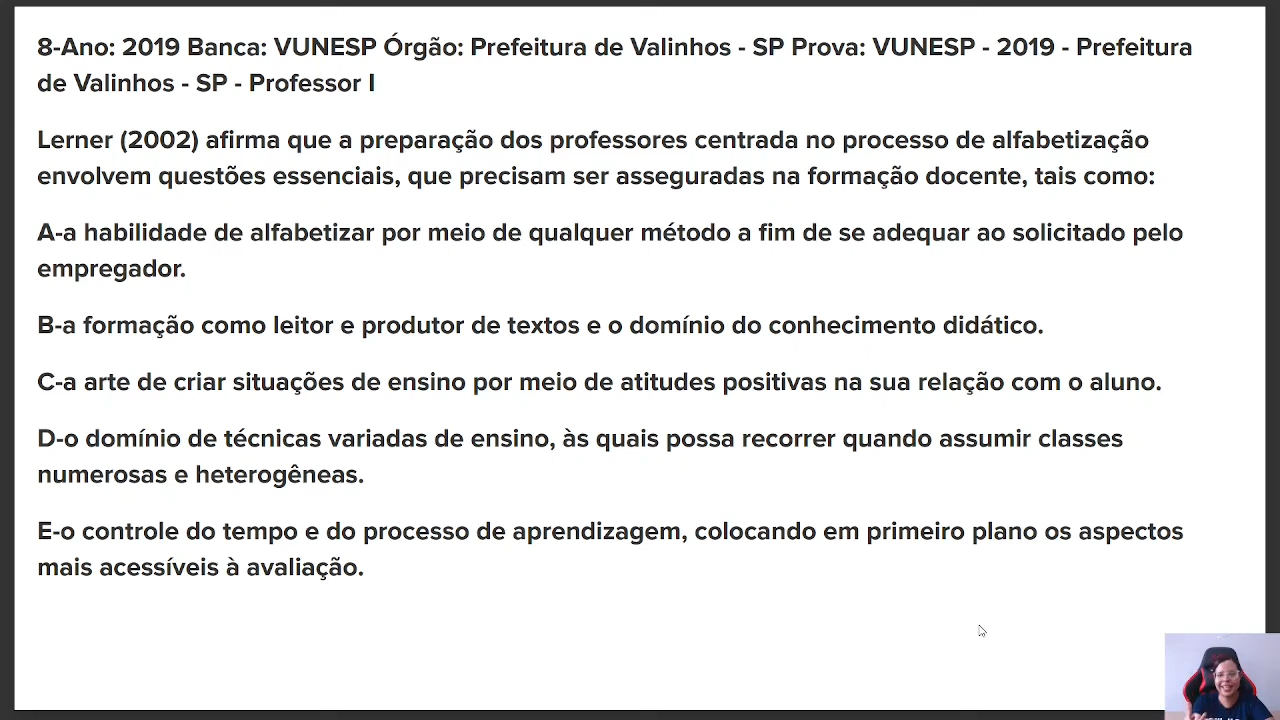 8-Ano: 2019 Banca: VUNESP Órgão: Prefeitura de Valinhos - SP Prova: VUNESP - 2019 - Prefeitura
de Valinhos - SP - Professor I
Lerner (2002) afirma que a preparação dos professores centrada no processo de alfabetização
envolvem questões essenciais, que precisam ser asseguradas na formação docente, tais como:
A-a habilidade de alfabetizar por meio de qualquer método a fim de se adequar ao solicitado pelo
empregador.
B-a formação como leitor e produtor de textos e o domínio do conhecimento didático.
C-a arte de criar situações de ensino por meio de atitudes positivas na sua relação com o aluno.
D-o domínio de técnicas variadas de ensino, às quais possa recorrer quando assumir classes
numerosas e heterogêneas.
E-o controle do tempo e do processo de aprendizagem, colocando em primeiro plano os aspectos
mais acessíveis à avaliação.